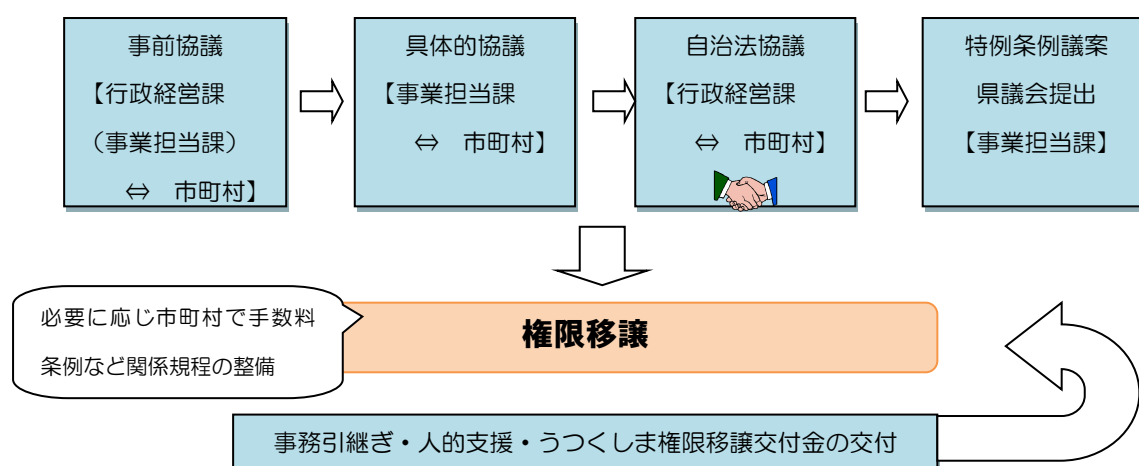 事前協議
【行政経営課
(事業担当課)
⇔ 市町村】
具体的協議
【事業担当課
⇔ 市町村】
自治法協議
【行政経営課
⇔ 市町村】
特例条例議案
県議会提出
【事業担当課】
必要に応じ市町村で手数料
条例など関係規程の整備
権限移譲
事務引継ぎ・人的支援・うつくしま権限移譲交付金の交付